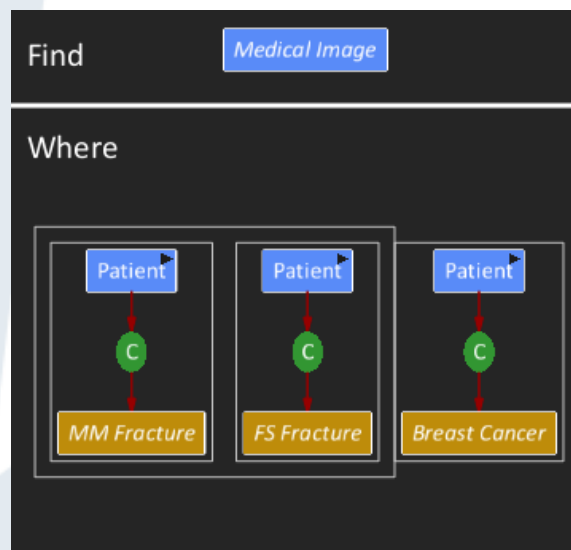 Find
Medical Image
Where
Patient
Patient
Patient
C
C
C
MM Fracture
FS Fracture
Breast Cancer